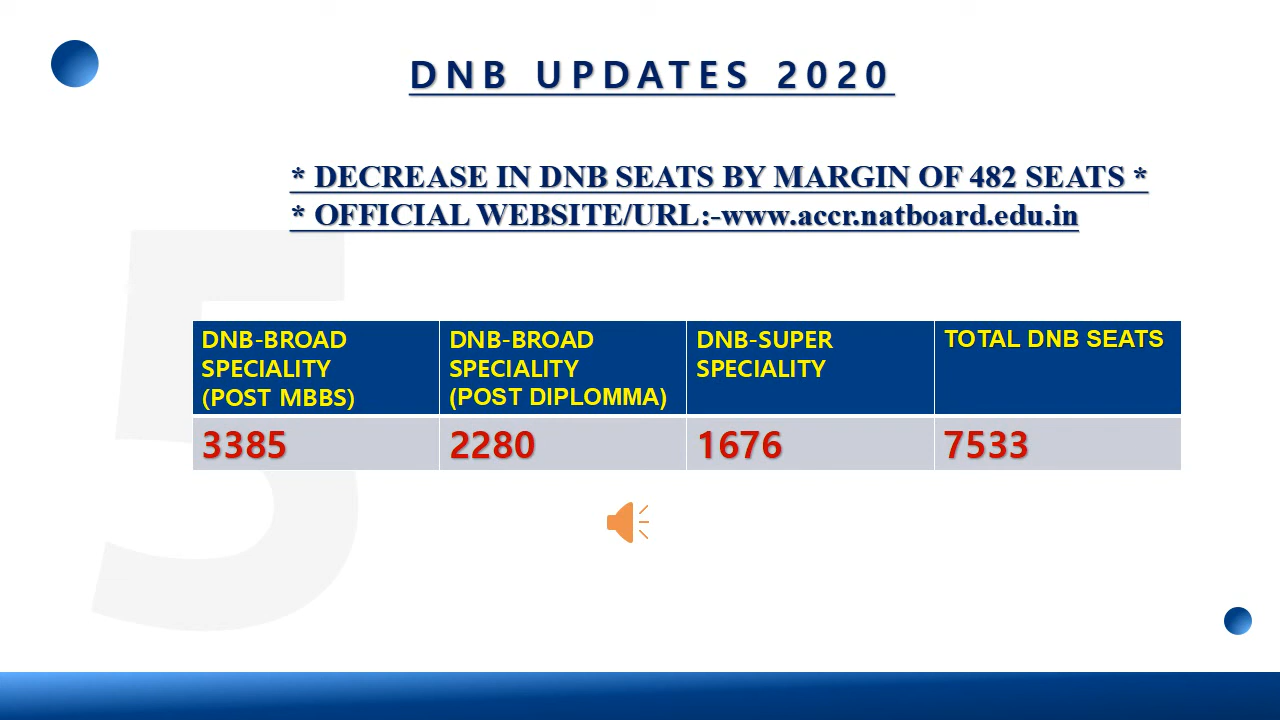 DNB UPDATES 2020
* DECREASE IN DNB SEATS BY MARGIN OF 482 SEATS *
* OFFICIAL WEBSITE/URL:-www.accr.natboard.edu.in
5
DNB-BROAD
SPECIALITY
(POST MBBS)
DNB-BROAD
SPECIALITY
(POST DIPLOMMA)
DNB-SUPER
SPECIALITY
TOTAL DNB SEATS
3385
2280
1676
7533